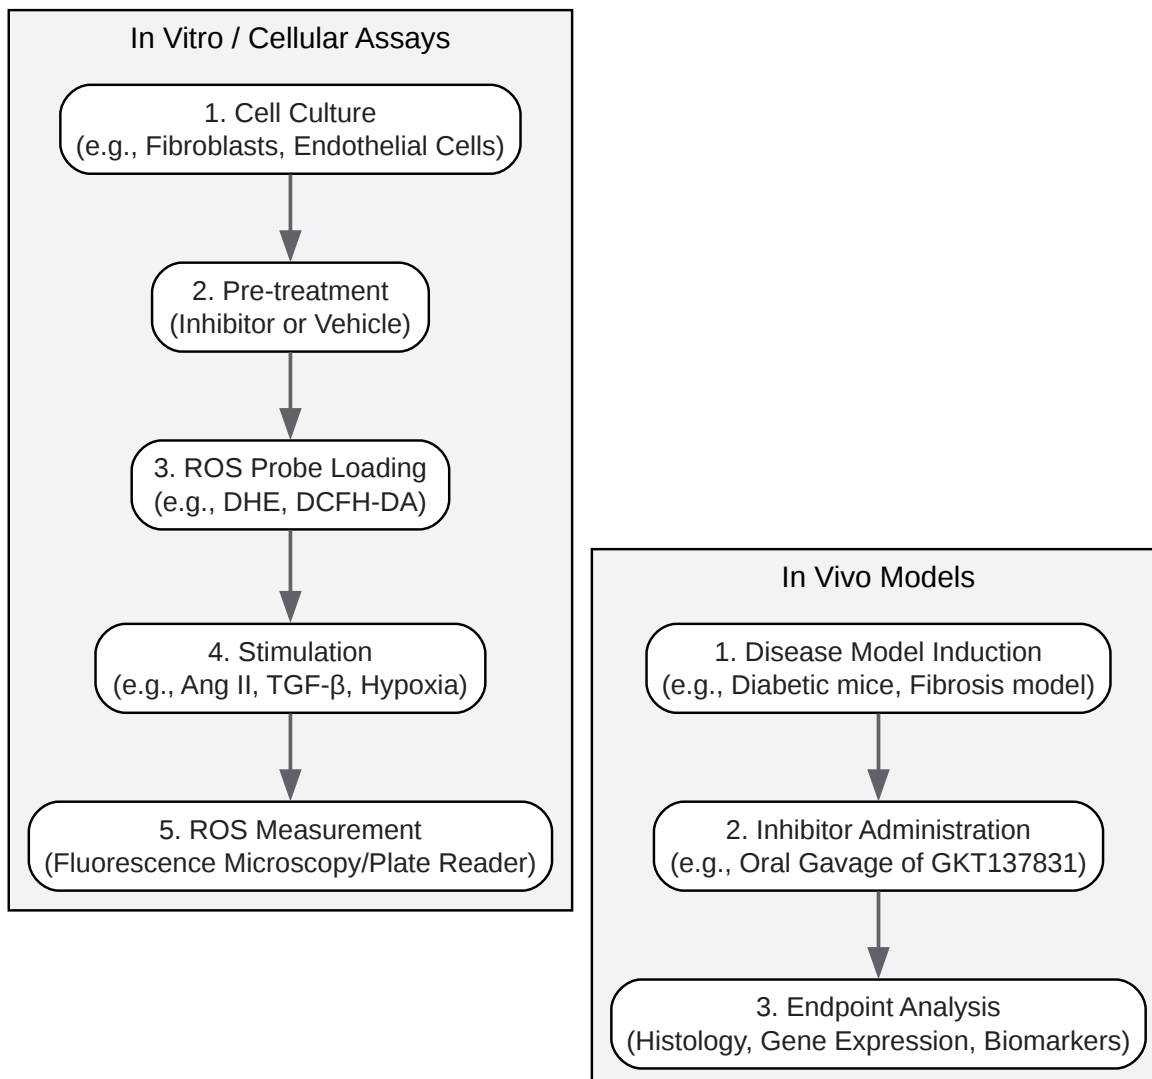 In Vitro / Cellular Assays
1. Cell Culture
(e.g., Fibroblasts, Endothelial Cells)
2. Pre-treatment
(Inhibitor or Vehicle)
3. ROS Probe Loading
(e.g., DHE, DCFH-DA)
4. Stimulation
(e.g., Ang II, TGF-β, Hypoxia)
5. ROS Measurement
(Fluorescence Microscopy/Plate Reader)
In Vivo Models
1. Disease Model Induction
(e.g., Diabetic mice, Fibrosis model)
2. Inhibitor Administration
(e.g., Oral Gavage of GKT137831)
3. Endpoint Analysis
(Histology, Gene Expression, Biomarkers)